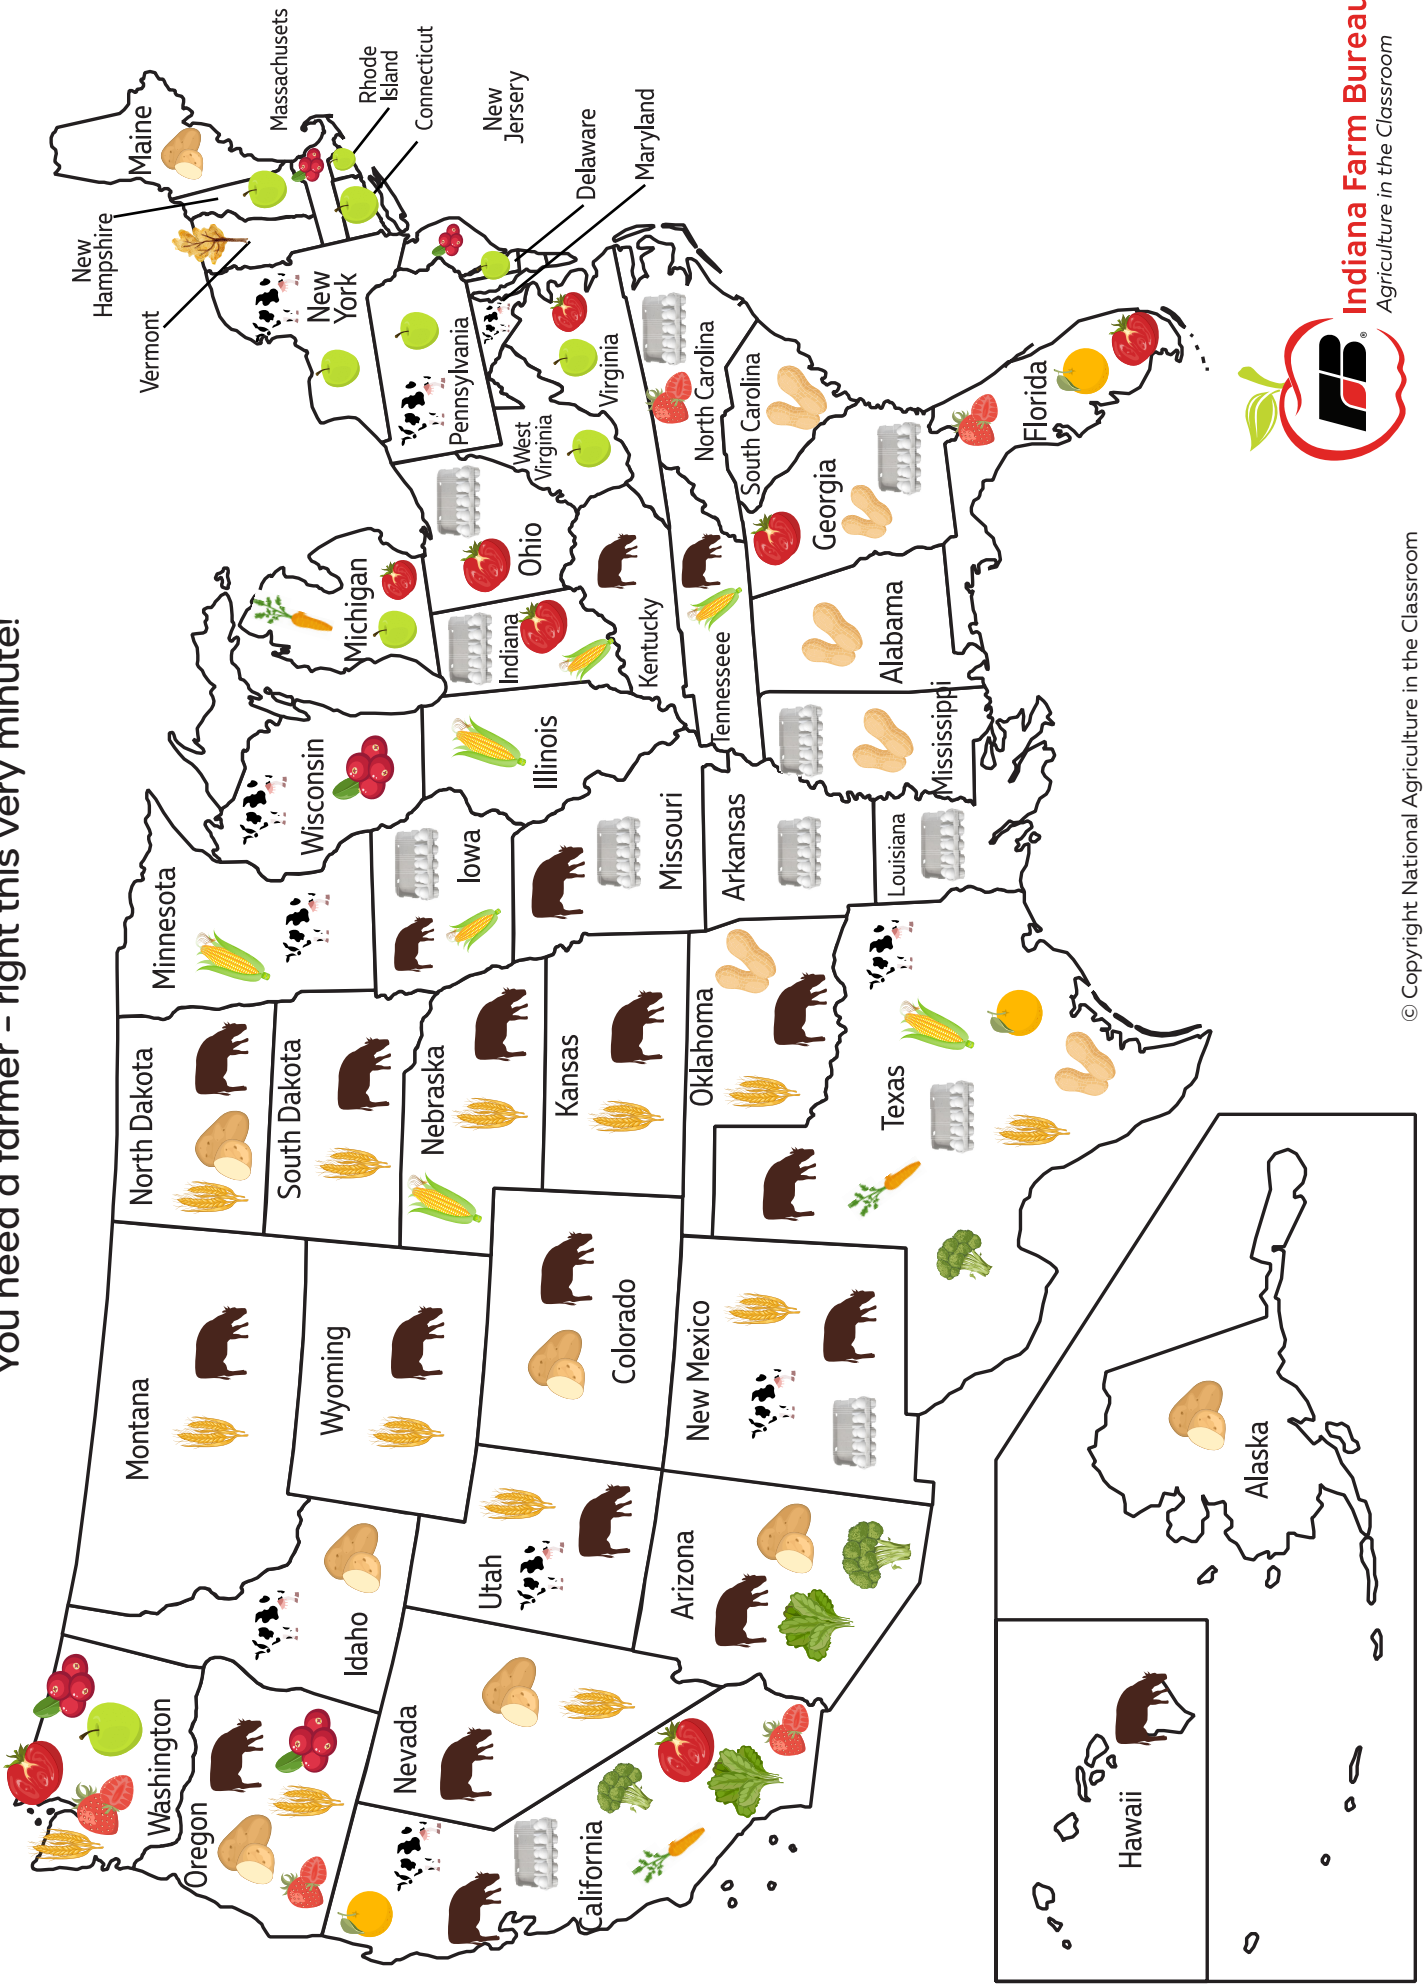 You need a farmer – right this very minute!
Washington
Oregon
California
Idaho
Nevada
Montana
Wyoming
Utah
Arizona
Colorado
New Mexico
North Dakota
South Dakota
Nebraska
Kansas
Oklahoma
Texas
Minnesota
Iowa
Missouri
Arkansas
Louisiana
Wisconsin
Illinois
Michigan
Indiana
Ohio
Kentucky
Tennesseee
Mississippi
Alabama
Georgia
Florida
South Carolina
North Carolina
Virginia
West
Virginia
Pennsylvania
New
York
Vermont
New
Hampshire
Maine
Massachusets
Rhode
Island
Connecticut
New
Jersery
Delaware
Maryland
Alaska
Hawaii
FB®
Indiana Farm Bureau
Agriculture in the Classroom
© Copyright National Agriculture in the Classroom